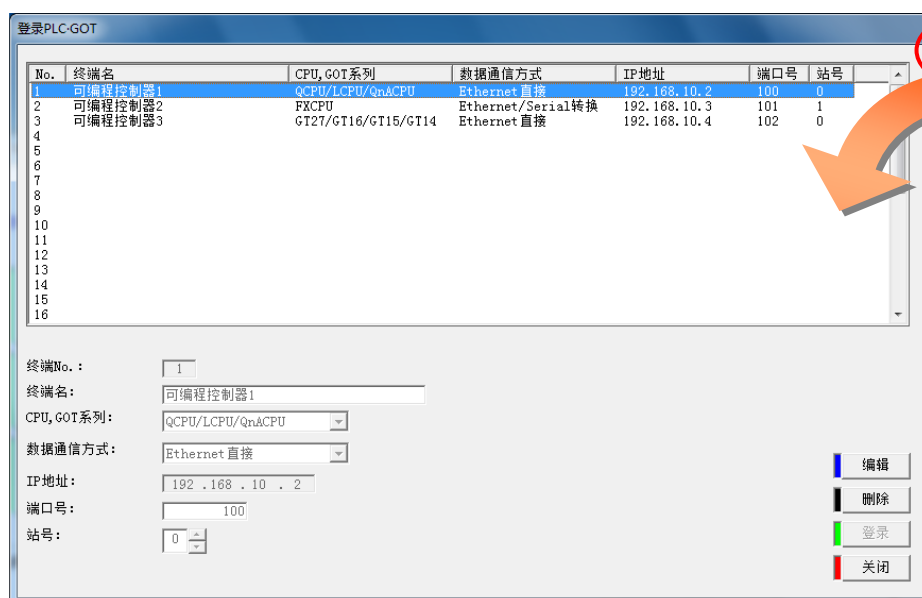 登录PLC·GOT
No. 终端名 CPU,GOT系列 数据通信方式 IP地址 端口号 站号
1 可编程控制器1 QCPU/LCPU/QnACPU Ethernet直接 192.168.10.2 100 0
2 可编程控制器2 FXCPU Ethernet/Serial转换 192.168.10.3 101 1
3 可编程控制器3 GT27/GT16/GT15/GT14 Ethernet直接 192.168.10.4 102 0
4
5
6
7
8
9
10
11
12
13
14
15
16
终端No.: 1
终端名: 可编程控制器1
CPU,GOT系列: QCPU/LCPU/QnACPU
数据通信方式: Ethernet直接
IP地址: 192 .168 .10 . 2
端口号: 100
站号: 0
编辑
删除
登录
关闭